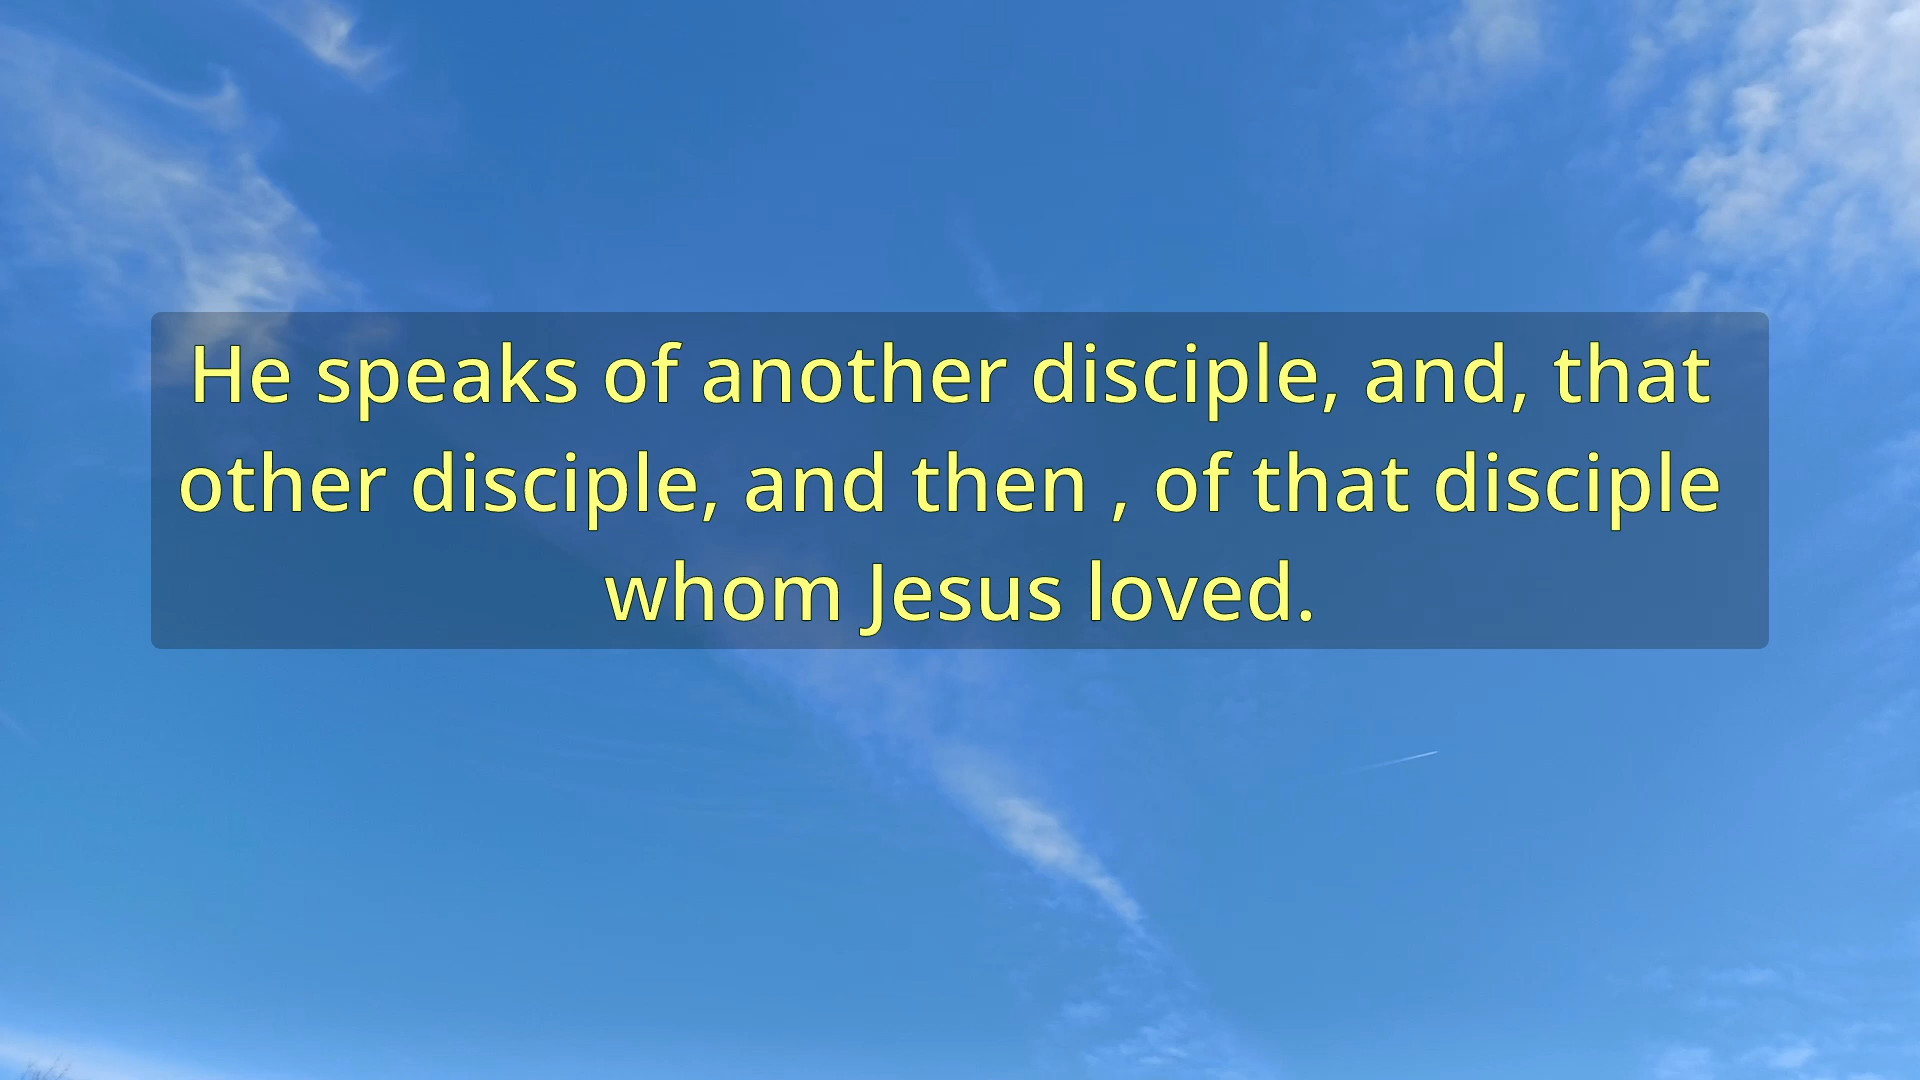 He speaks of another disciple, and, that
other disciple, and then , of that disciple
whom Jesus loved.